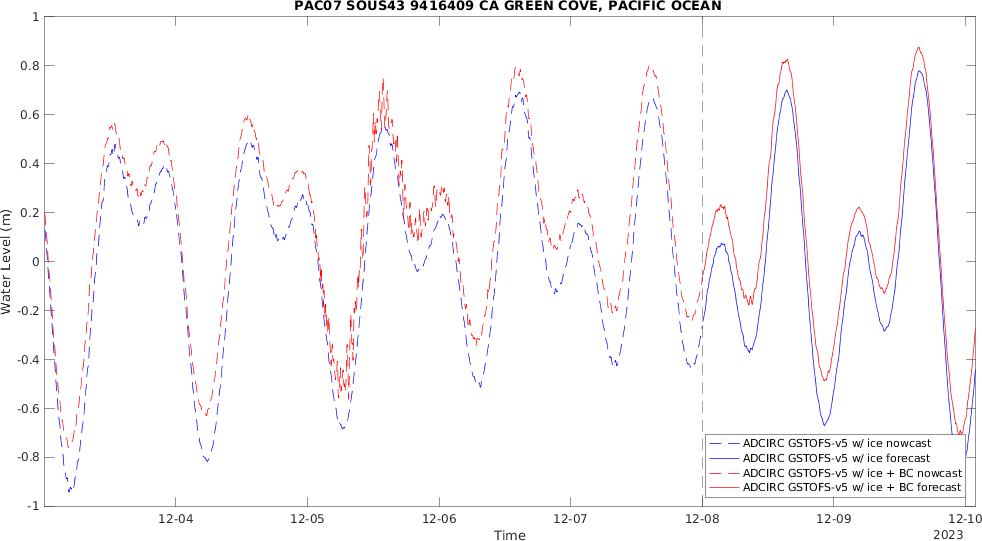 PAC07 SOUS43 9416409 CA GREEN COVE, PACIFIC OCEAN
Water Level (m)
1
0.8
0.6
0.4
0.2
0
-0.2
-0.4
-0.6
-0.8
-1
ADCIRC GSTOFS-v5 w/ ice nowcast
ADCIRC GSTOFS-v5 w/ ice forecast
ADCIRC GSTOFS-v5 w/ ice + BC nowcast
ADCIRC GSTOFS-v5 w/ ice + BC forecast
12-04 12-05 12-06 12-07 12-08 12-09 12-10
Time
2023